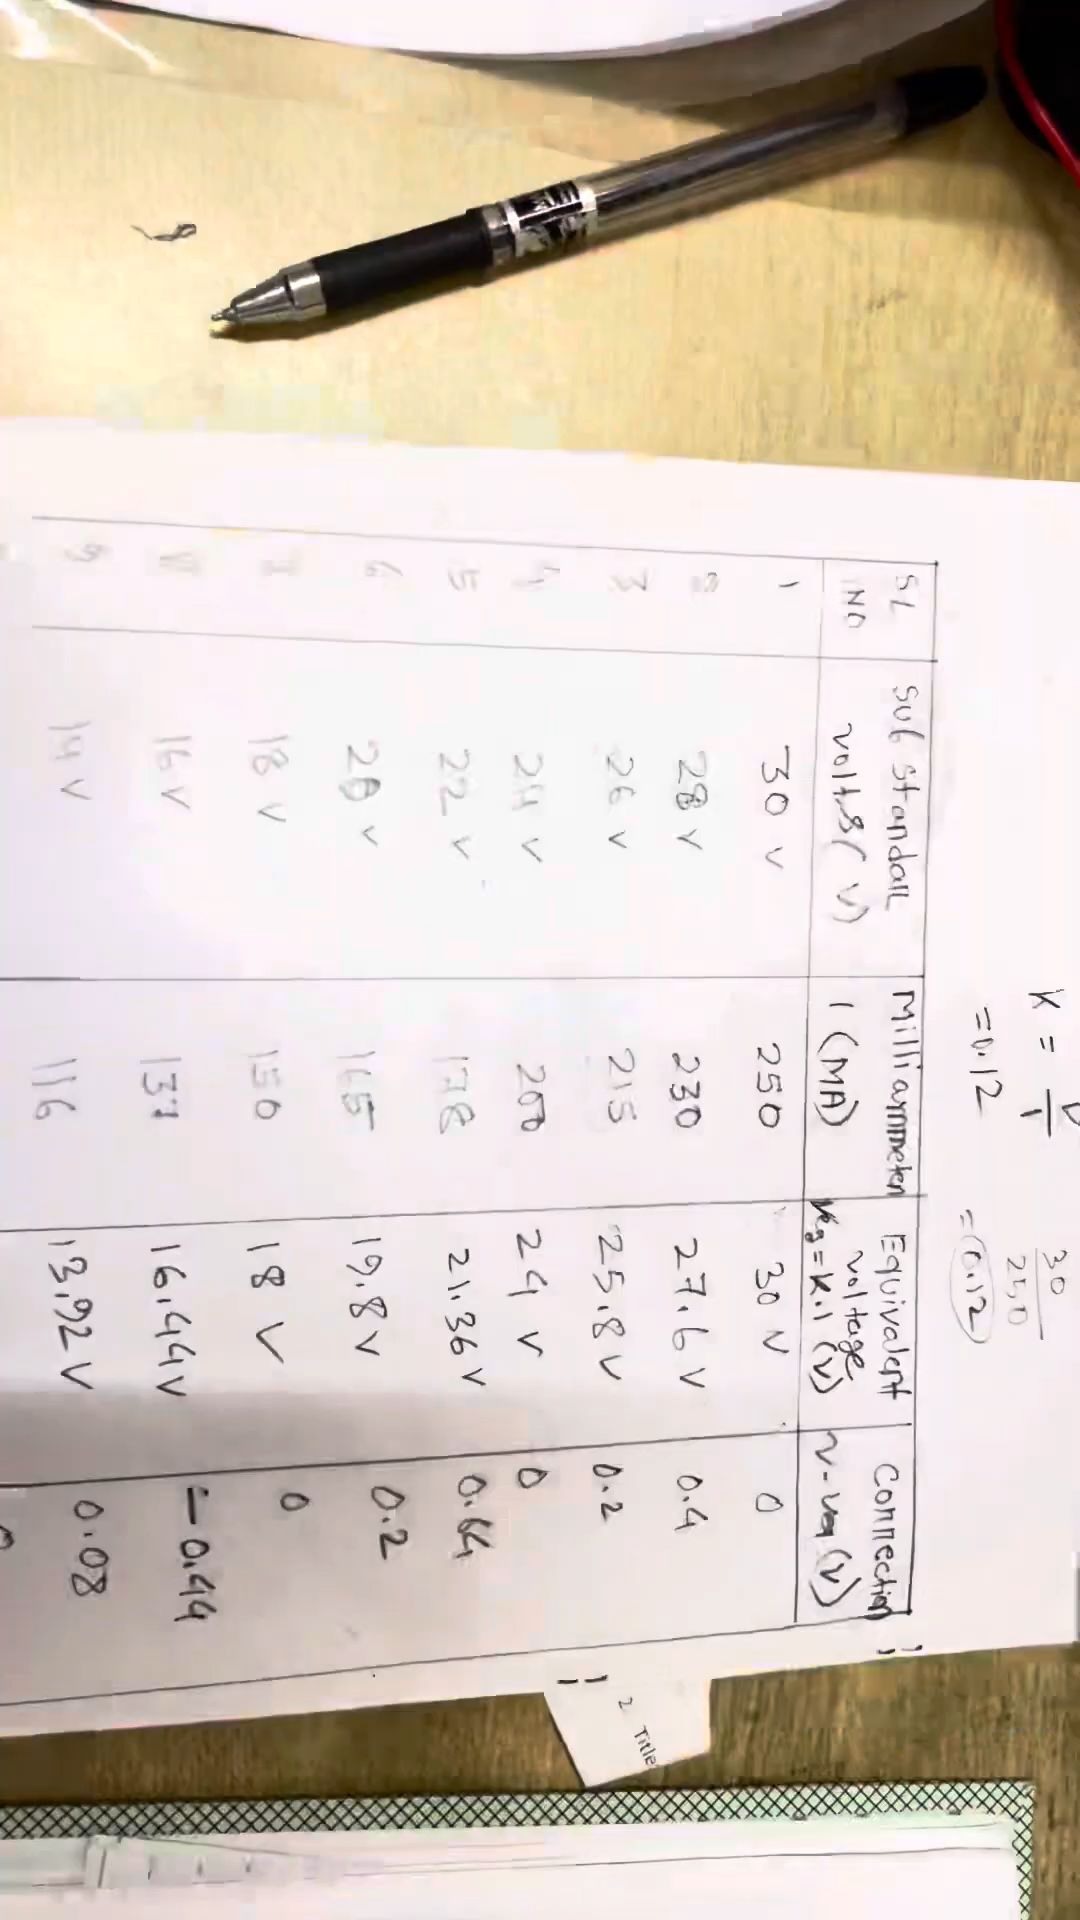 K = V/I 30/250
=0.12 =0.12
SL NO | Sub standarc volts (V) | Milliammeter I (MA) | Equivalent voltage Veq = K.I (V) | Correction V-Veq (V)
1 | 30 V | 250 | 30 V | 0
2 | 28 V | 230 | 27.6 V | 0.4
3 | 26 V | 215 | 25.8 V | 0.2
4 | 24 V | 200 | 24 V | 0
5 | 22 V | 178 | 21.36 V | 0.64
6 | 20 V | 165 | 19.8 V | 0.2
7 | 18 V | 150 | 18 V | 0
8 | 16 V | 137 | 16.44 V | -0.44
9 | 14 V | 116 | 13.92 V | 0.08
2 Title